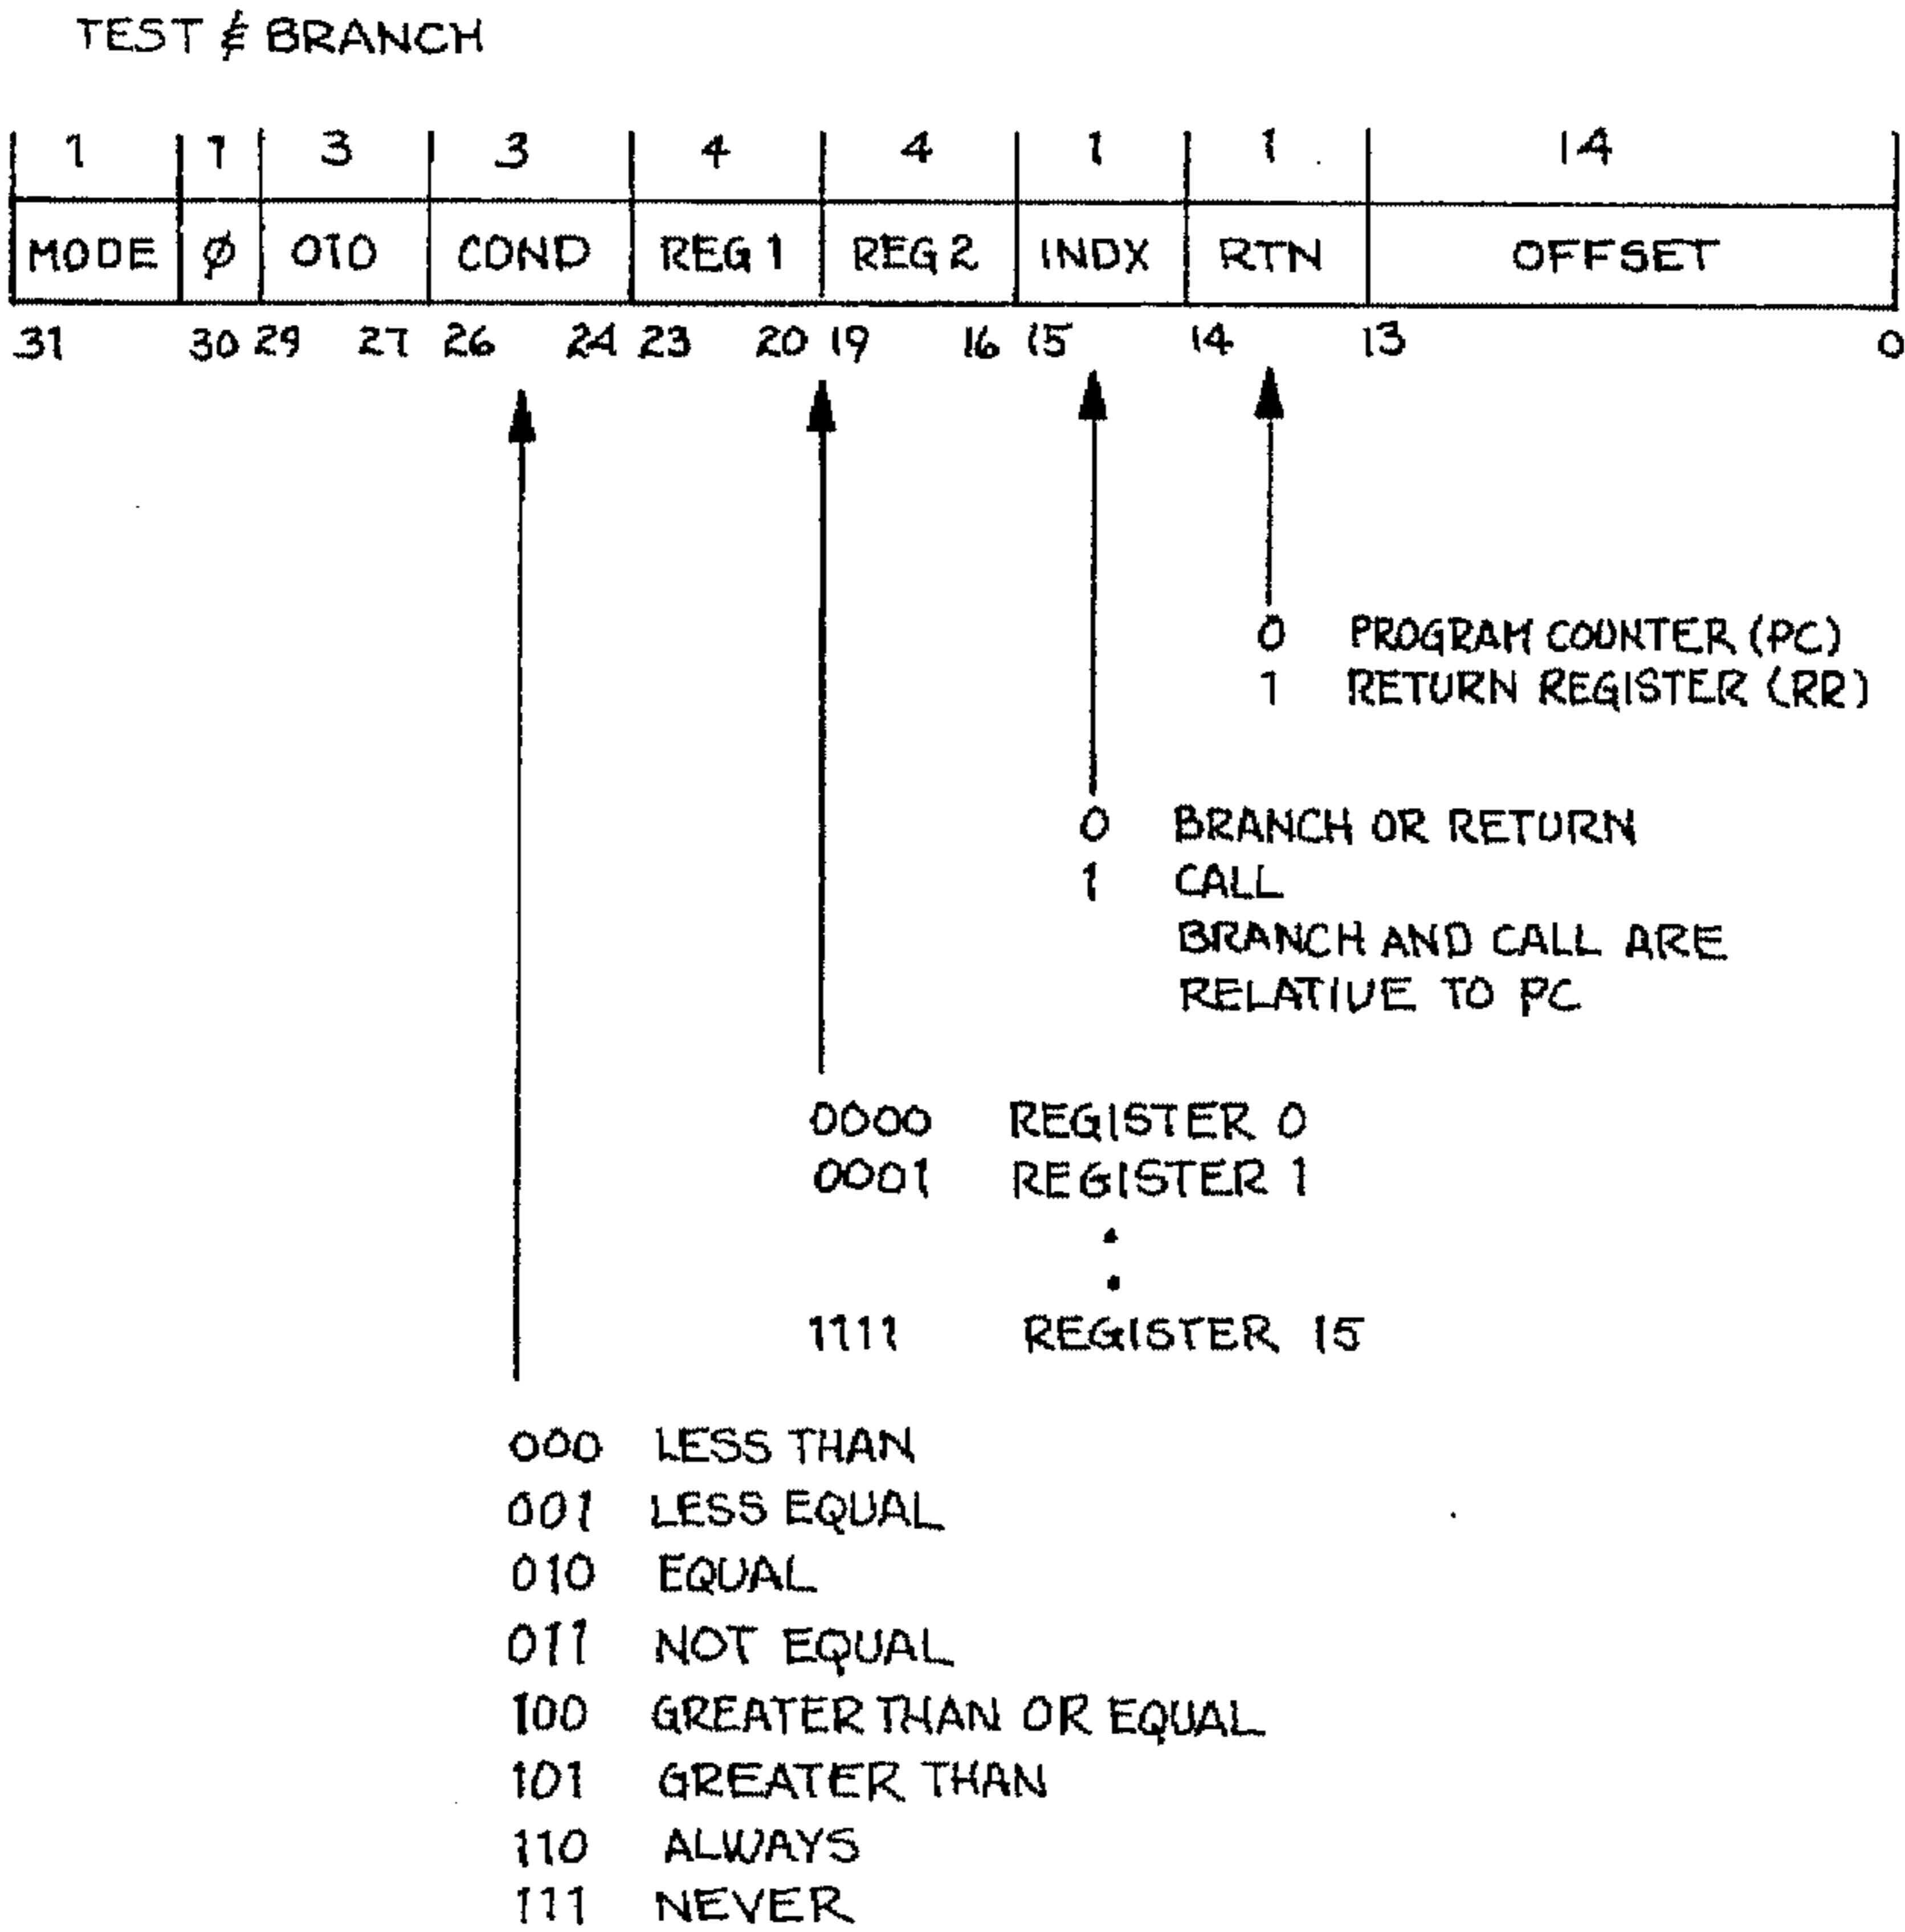 TEST & BRANCH
1 1 3 3 4 4 1 1 14
MODE Ø 010 COND REG 1 REG 2 INDX RTN OFFSET
31 30 29 27 26 24 23 20 19 16 15 14 13 0
0 PROGRAM COUNTER (PC)
1 RETURN REGISTER (RR)
0 BRANCH OR RETURN
1 CALL
BRANCH AND CALL ARE
RELATIVE TO PC
0000 REGISTER 0
0001 REGISTER 1
1111 REGISTER 15
000 LESS THAN
001 LESS EQUAL
010 EQUAL
011 NOT EQUAL
100 GREATER THAN OR EQUAL
101 GREATER THAN
110 ALWAYS
111 NEVER